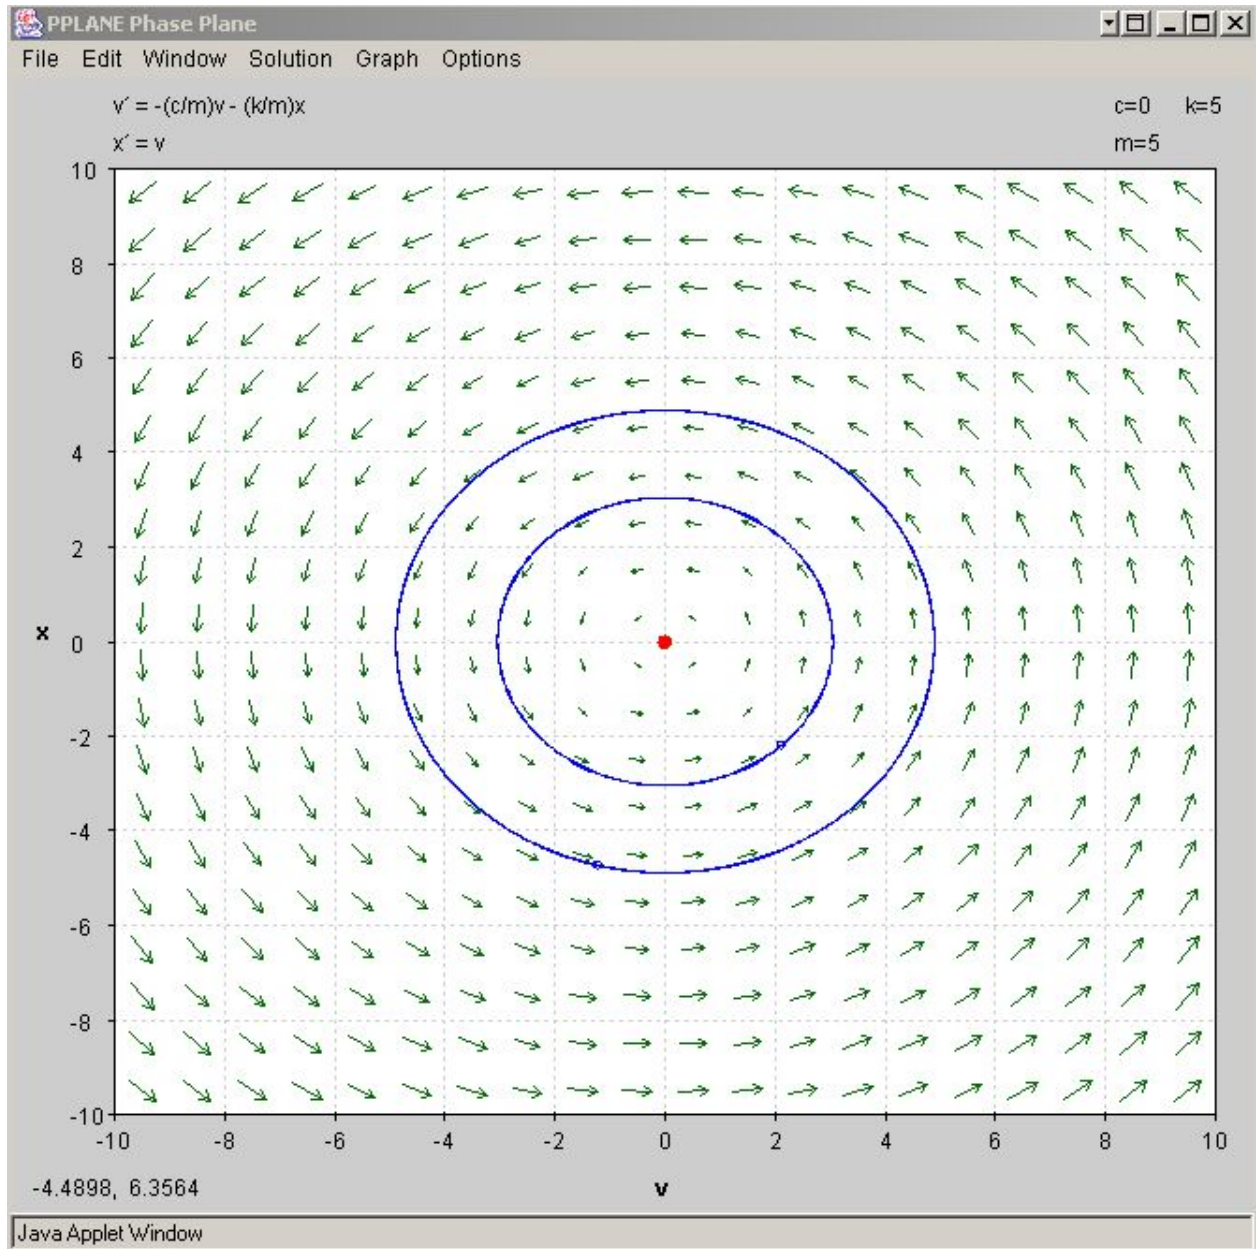 PPLANE Phase Plane
File Edit Window Solution Graph Options
v´ = -(c/m)v - (k/m)x
c=0 k=5
x´ = v
m=5
10
8
6
4
2
x
0
-2
-4
-6
-8
-10
-10 -8 -6 -4 -2 0 2 4 6 8 10
-4.4898, 6.3564
v
Java Applet Window